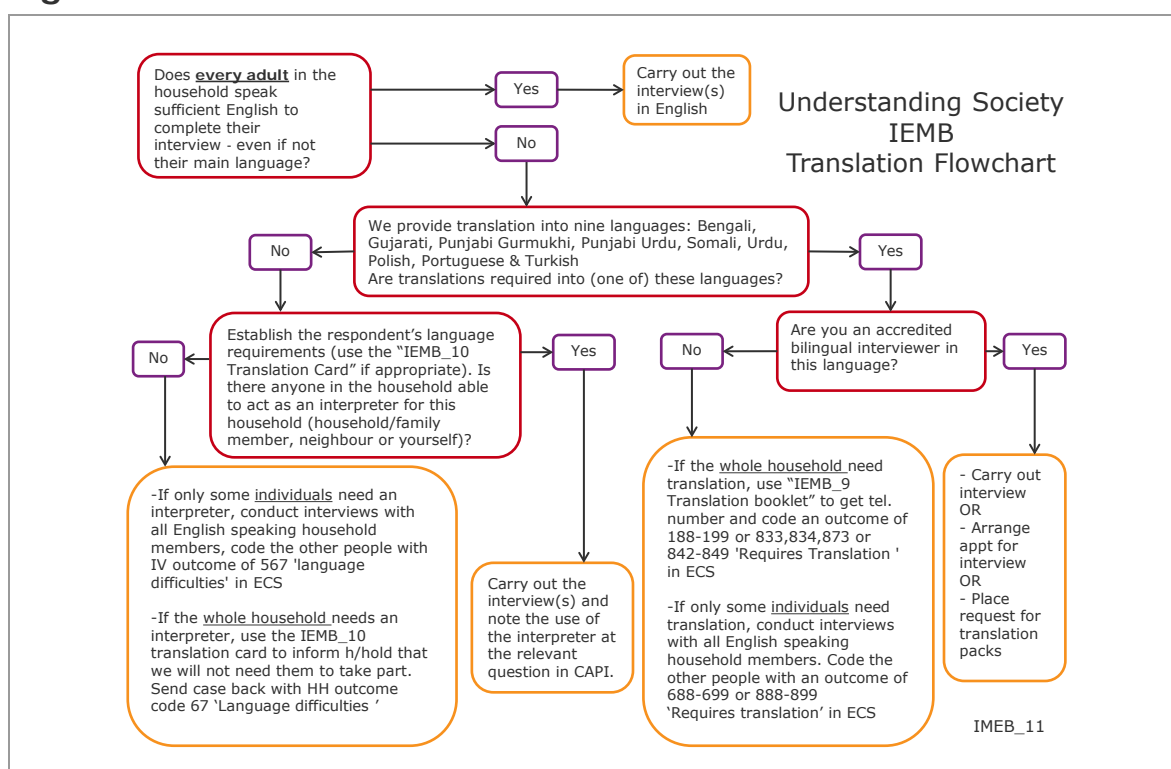 Does every adult in the
household speak
sufficient English to
complete their
interview - even if not
their main language?
Yes
Carry out the
interview(s)
in English
No
Understanding Society
IEMB
Translation Flowchart
We provide translation into nine languages: Bengali,
Gujarati, Punjabi Gurmukhi, Punjabi Urdu, Somali, Urdu,
Polish, Portuguese & Turkish
Are translations required into (one of) these languages?
No
Yes
Establish the respondent's language
requirements (use the "IEMB_10
Translation Card" if appropriate). Is
there anyone in the household able
to act as an interpreter for this
household (household/family
member, neighbour or yourself)?
No
Yes
Are you an accredited
bilingual interviewer in
this language?
No
Yes
-If only some individuals need an
interpreter, conduct interviews with
all English speaking household
members, code the other people with
IV outcome of 567 'language
difficulties' in ECS
-If the whole household needs an
interpreter, use the IEMB_10
translation card to inform h/hold that
we will not need them to take part.
Send case back with HH outcome
code 67 ‘Language difficulties ’
Carry out the
interview(s) and
note the use of
the interpreter at
the relevant
question in CAPI.
-If the whole household need
translation, use “IEMB_9
Translation booklet” to get tel.
number and code an outcome of
188-199 or 833,834,873 or
842-849 'Requires Translation '
in ECS
-If only some individuals need
translation, conduct interviews
with all English speaking
household members. Code the
other people with an outcome of
688-699 or 888-899
‘Requires translation’ in ECS
- Carry out
interview
OR
- Arrange
appt for
interview
OR
- Place
request for
translation
packs
IMEB_11